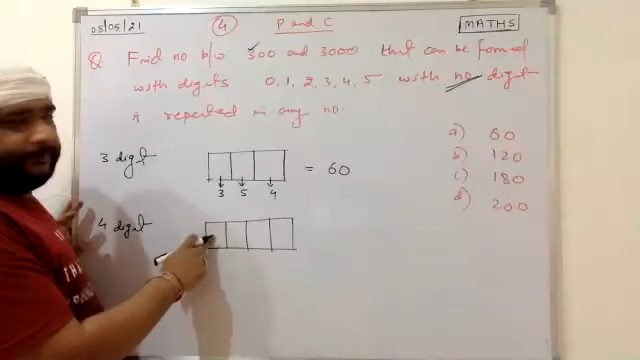 08/05/21
4
P and C
MATHS
Q. Find no b/w 300 and 3000 that can be formed
with digits 0, 1, 2, 3, 4, 5 with no digit
is repeated in any no.
3 digit
3 5 4
= 60
4 digit
a) 60
b) 120
c) 180
d) 200